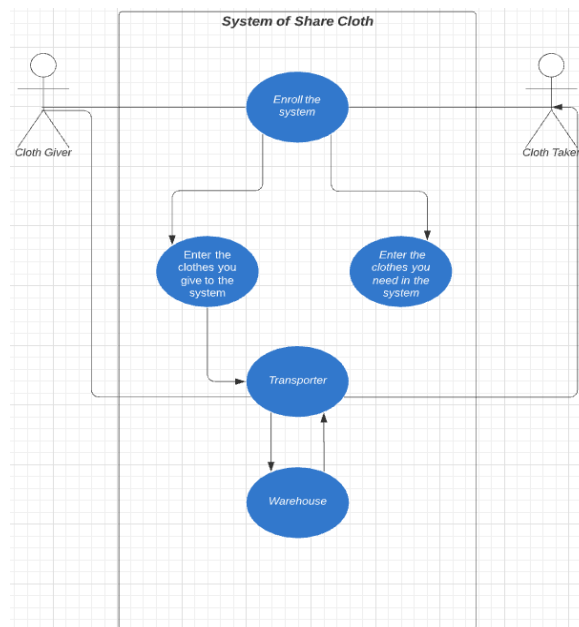 System of Share Cloth
Enroll the
system
Cloth Giver
Cloth Taker
Enter the
clothes you
give to the
system
Enter the
clothes you
need in the
system
Transporter
Warehouse